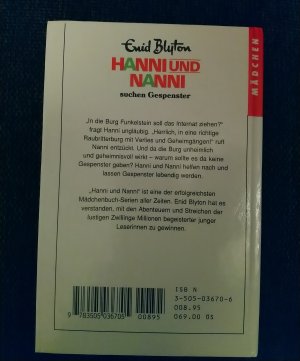 Enid Blyton
HANNI UND
NANNI
suchen Gespenster
MÄDCHEN
„In die Burg Funkelstein soll das Internat ziehen?"
fragt Hanni ungläubig. „Herrlich, in eine richtige
Raubritterburg mit Verlies und Geheimgängen!" ruft
Nanni entzückt. Und da die Burg unheimlich
und geheimnisvoll wirkt – warum sollte es da keine
Gespenster geben? Hanni und Nanni helfen nach und
lassen Gespenster lebendig werden.
„Hanni und Nanni" ist eine der erfolgreichsten
Mädchenbuch-Serien aller Zeiten. Enid Blyton hat es
verstanden, mit den Abenteuern und Streichen der
lustigen Zwillinge Millionen begeisterter junger
Leserinnen zu gewinnen.
ISBN
3-505-03670-6
008.95
069.00 ÖS
9 783505 036705
00895